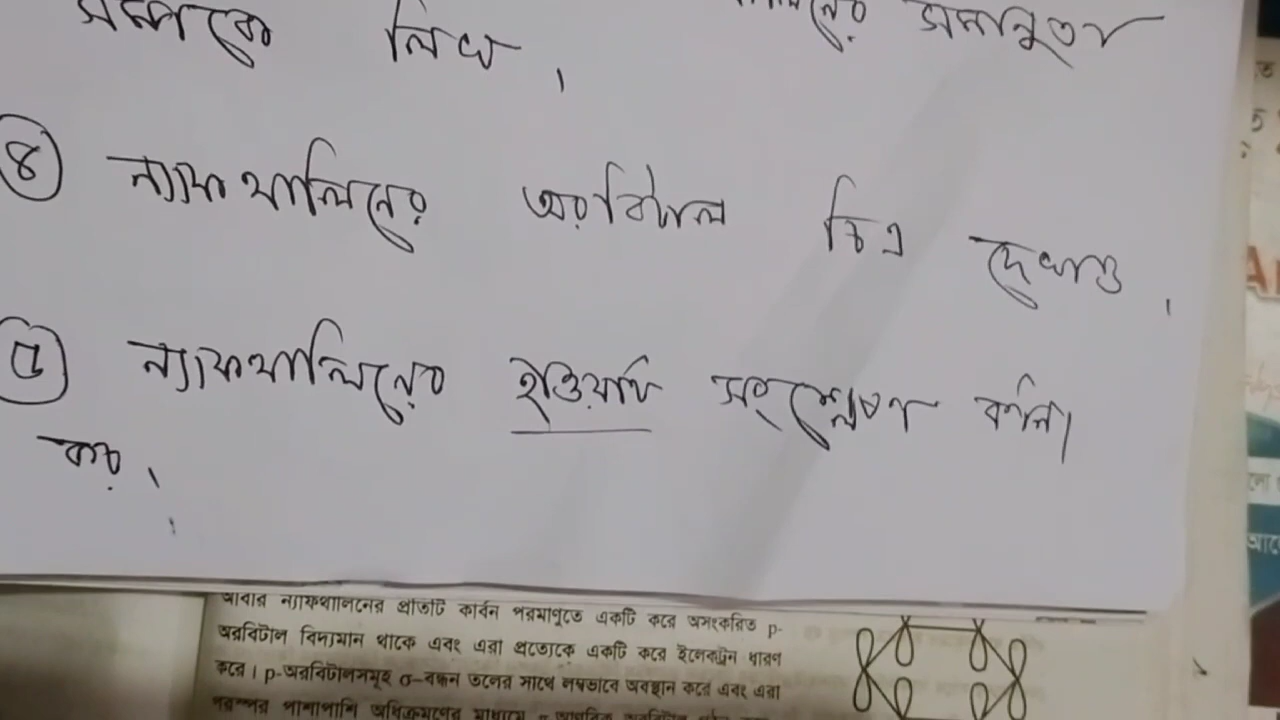 সম্পর্কে লিখ ।
৪ ন্যাফথালিনের অরবিটাল চিত্র দেখাও ।
৫ ন্যাফথালিনের হাওয়ার্থ সংশ্লেষণ বর্ণনা
কর ।
আবার ন্যাফথালিনের প্রতিটি কার্বন পরমাণুতে একটি করে অসংকরিত p-
অরবিটাল বিদ্যমান থাকে এবং এরা প্রত্যেকে একটি করে ইলেকট্রন ধারণ
করে। p-অরবিটালসমূহ σ-বন্ধন তলের সাথে লম্বভাবে অবস্থান করে এবং এরা
পরস্পর পাশাপাশি অধিক্রমণের মাধ্যমে